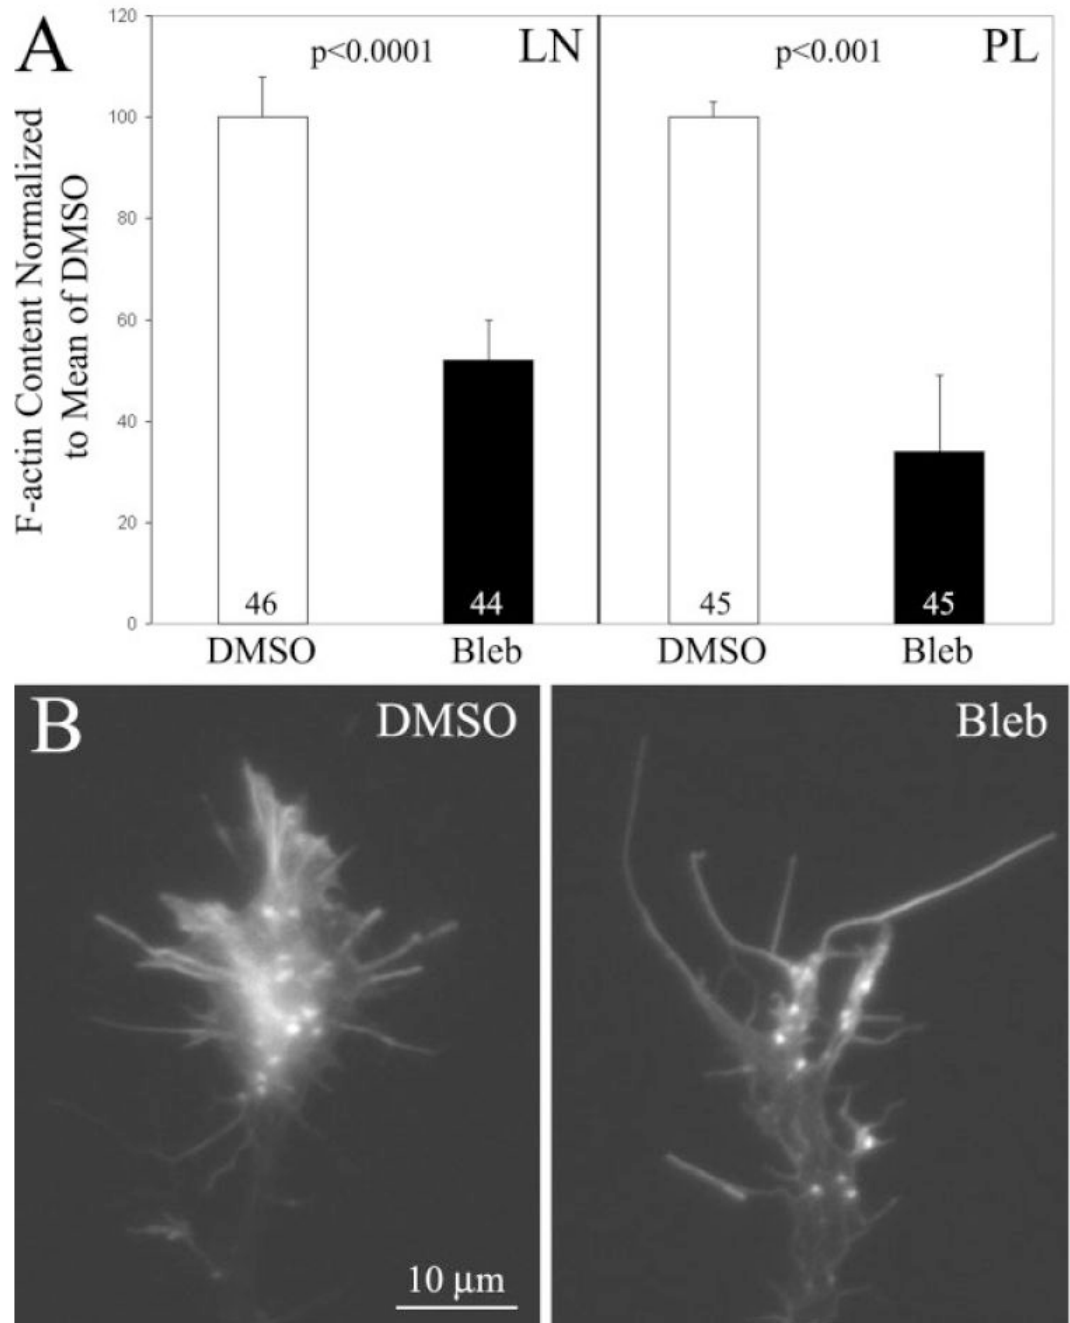 A
p<0.0001
LN
p<0.001
PL
F-actin Content Normalized
to Mean of DMSO
120
100
80
60
40
20
0
46
44
45
45
DMSO
Bleb
DMSO
Bleb
B
DMSO
Bleb
10 μm